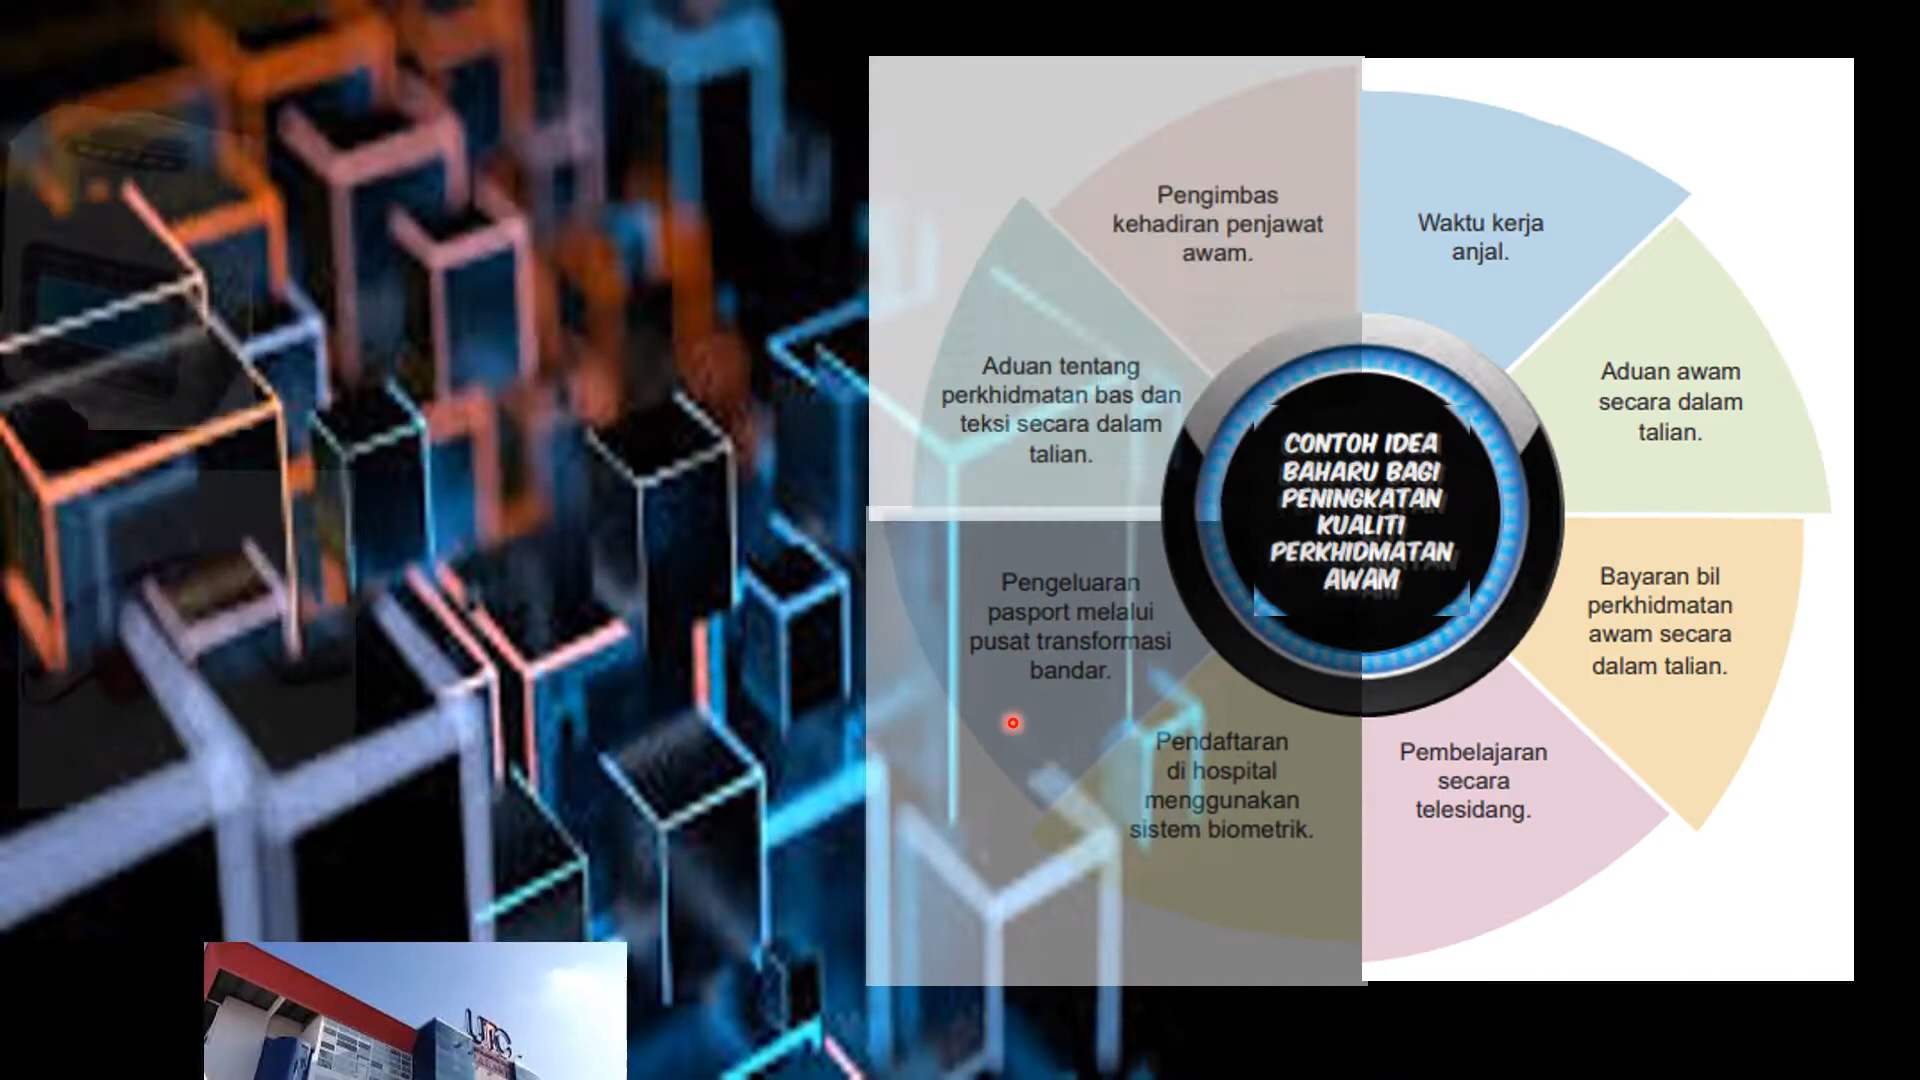 Pengimbas
kehadiran penjawat
awam.
Waktu kerja
anjal.
Aduan tentang
perkhidmatan bas dan
teksi secara dalam
talian.
Aduan awam
secara dalam
talian.
CONTOH IDEA
BAHARU BAGI
PENINGKATAN
KUALITI
PERKHIDMATAN
AWAM
Pengeluaran
pasport melalui
pusat transformasi
bandar.
Bayaran bil
perkhidmatan
awam secara
dalam talian.
Pendaftaran
di hospital
menggunakan
sistem biometrik.
Pembelajaran
secara
telesidang.
UTC